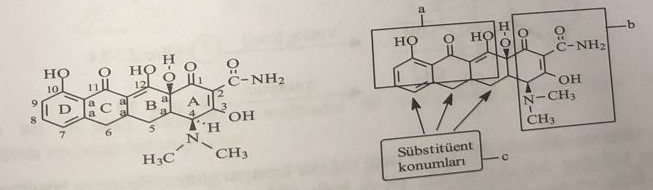 HO
10
9
8
7
D
a
a
O
11
C
a
a
6
HO
12
B
5
H
O
a
a
O
1
A
2
3
4
O
C-NH2
OH
H
N
H3C
CH3
a
HO
O
HO
H
O
O
O
C-NH2
OH
N-CH3
CH3
b
Sübstitüent
konumları
c